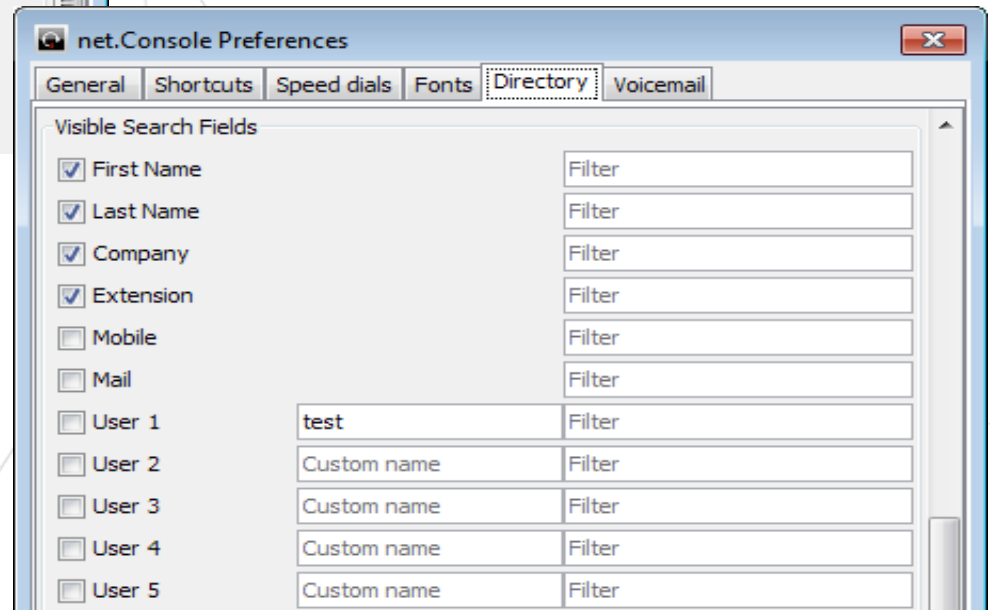 net.Console Preferences
General Shortcuts Speed dials Fonts Directory Voicemail
Visible Search Fields
First Name Filter
Last Name Filter
Company Filter
Extension Filter
Mobile Filter
Mail Filter
User 1 test Filter
User 2 Custom name Filter
User 3 Custom name Filter
User 4 Custom name Filter
User 5 Custom name Filter